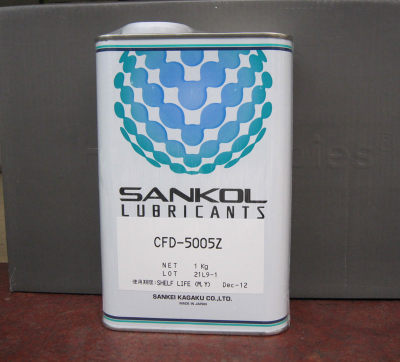 SANKOL
LUBRICANTS
CFD-5005Z
NET 1 Kg
LOT 21L9-1
使用期限:SHELF LIFE (M,Y) Dec-12
SANKEI KAGAKU CO.,LTD.
MADE IN JAPAN